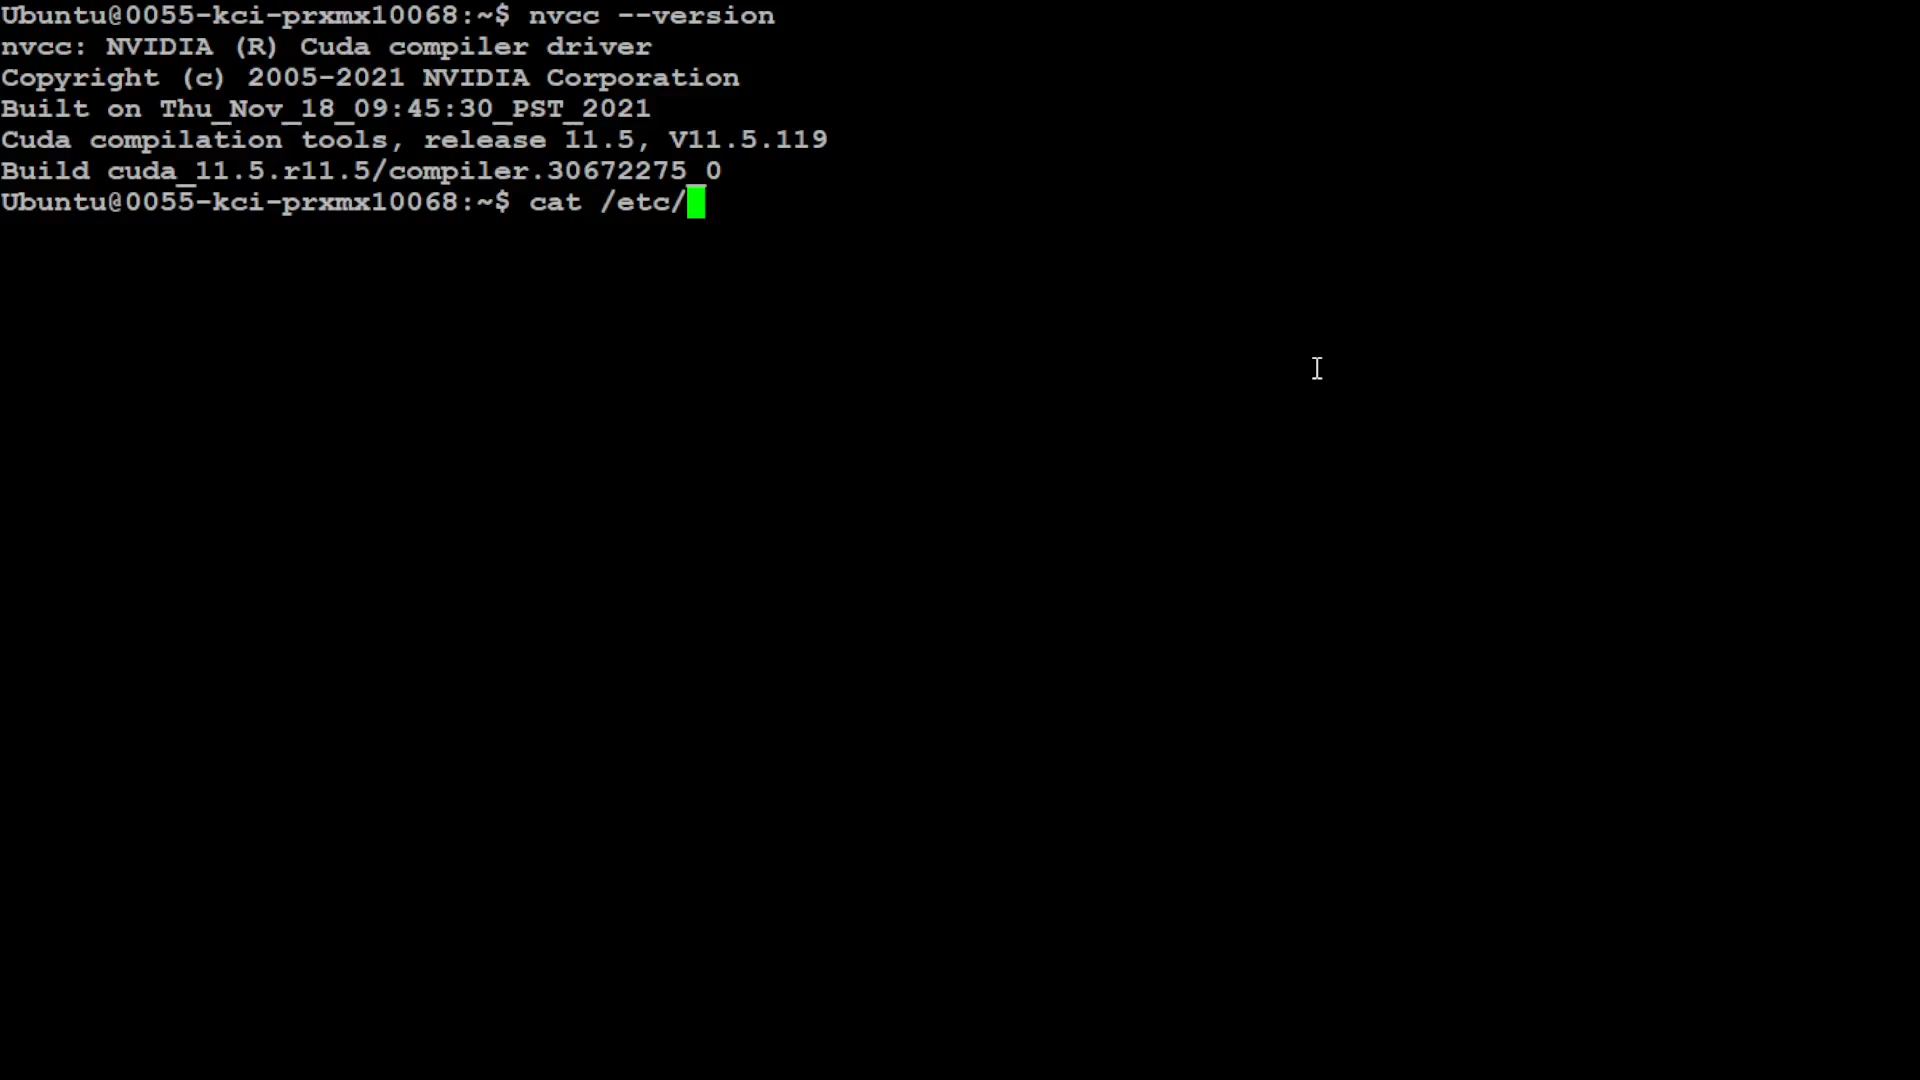 Ubuntu@0055-kci-prxmx10068:~$ nvcc --version
nvcc: NVIDIA (R) Cuda compiler driver
Copyright (c) 2005-2021 NVIDIA Corporation
Built on Thu_Nov_18_09:45:30_PST_2021
Cuda compilation tools, release 11.5, V11.5.119
Build cuda_11.5.r11.5/compiler.30672275_0
Ubuntu@0055-kci-prxmx10068:~$ cat /etc/